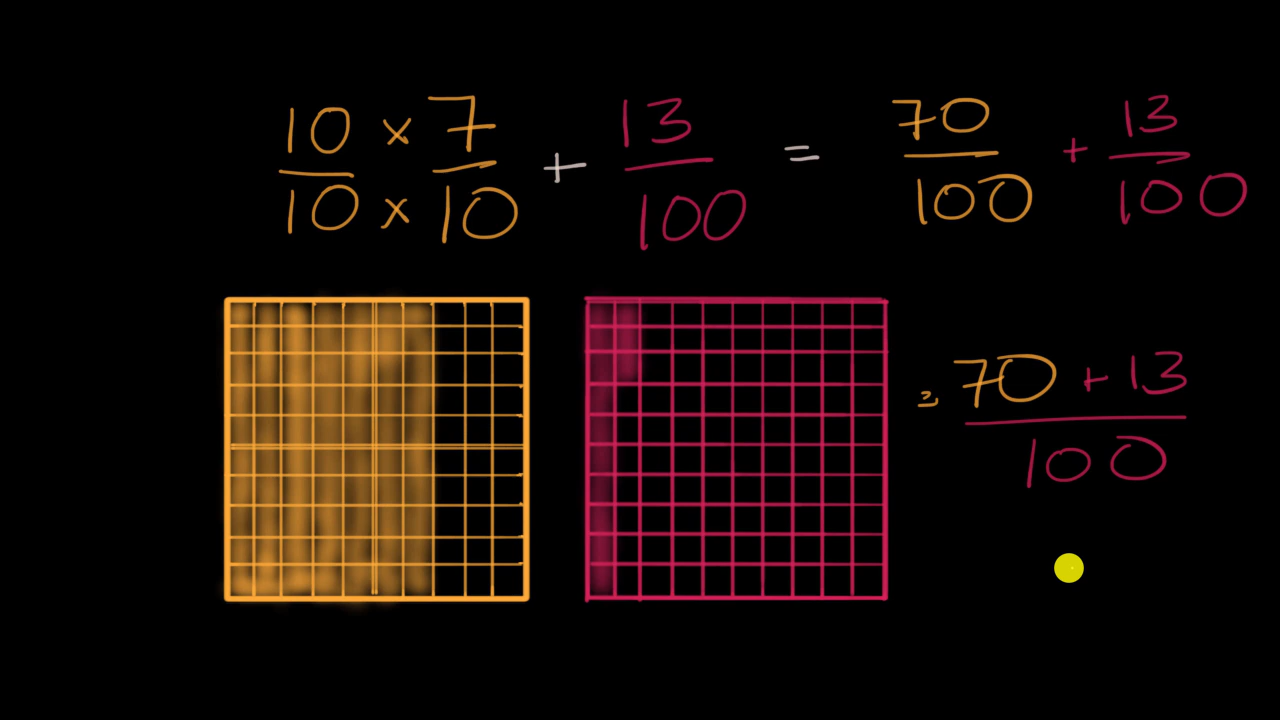 10 × 7 / 10 × 10 + 13 / 100 = 70 / 100 + 13 / 100
= 70 + 13 / 100